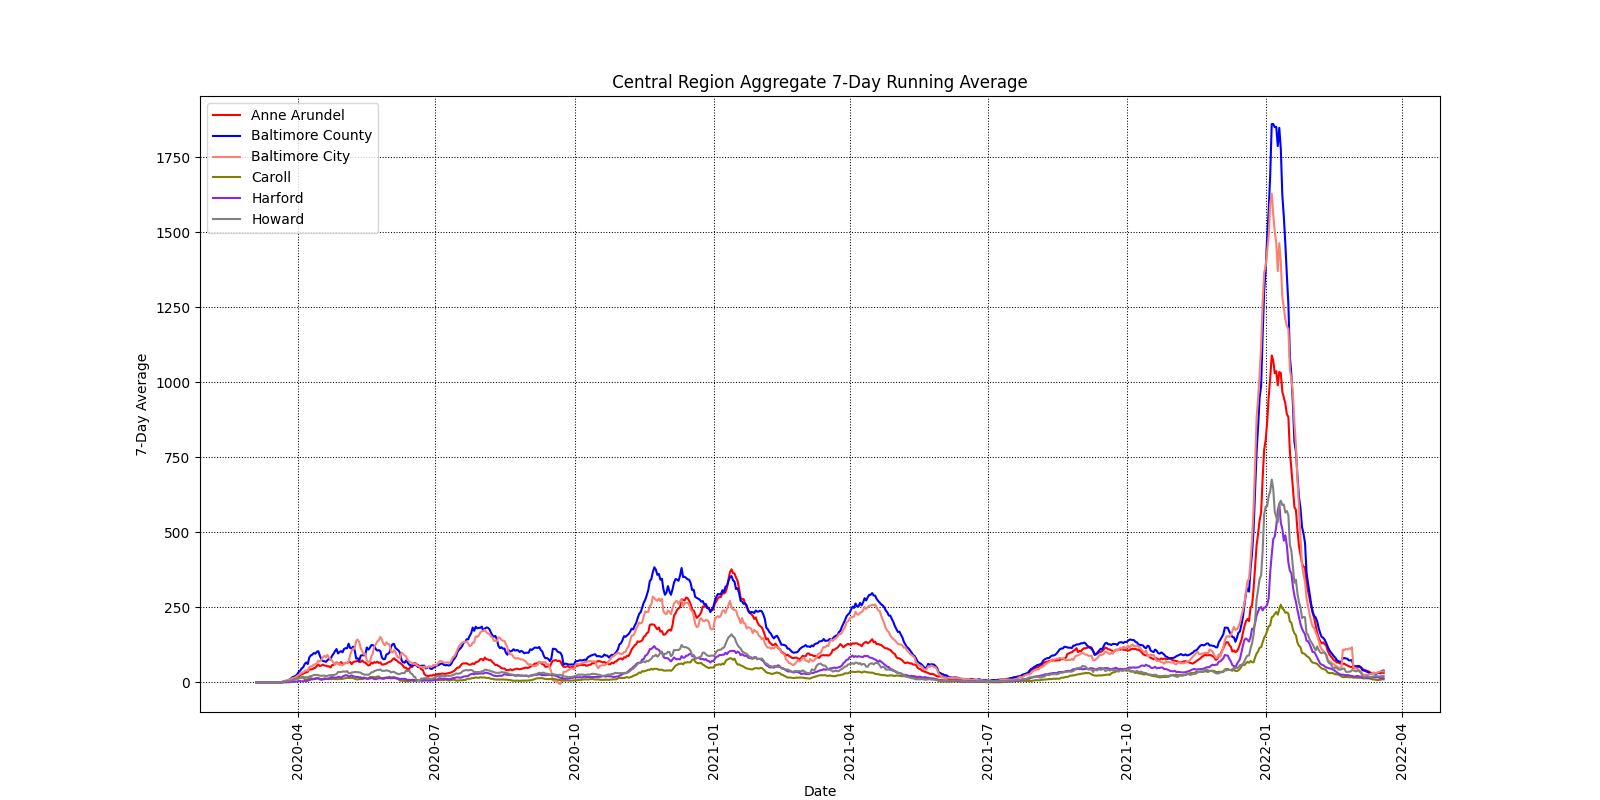 Central Region Aggregate 7-Day Running Average
Anne Arundel
Baltimore County
Baltimore City
Caroll
Harford
Howard
1750
1500
1250
1000
750
500
250
0
7-Day Average
2020-04
2020-07
2020-10
2021-01
2021-04
2021-07
2021-10
2022-01
2022-04
Date